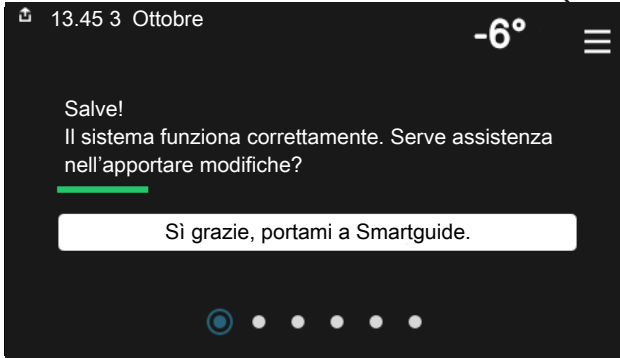 13.45 3 Ottobre
-6°
Salve!
Il sistema funziona correttamente. Serve assistenza
nell'apportare modifiche?
Sì grazie, portami a Smartguide.